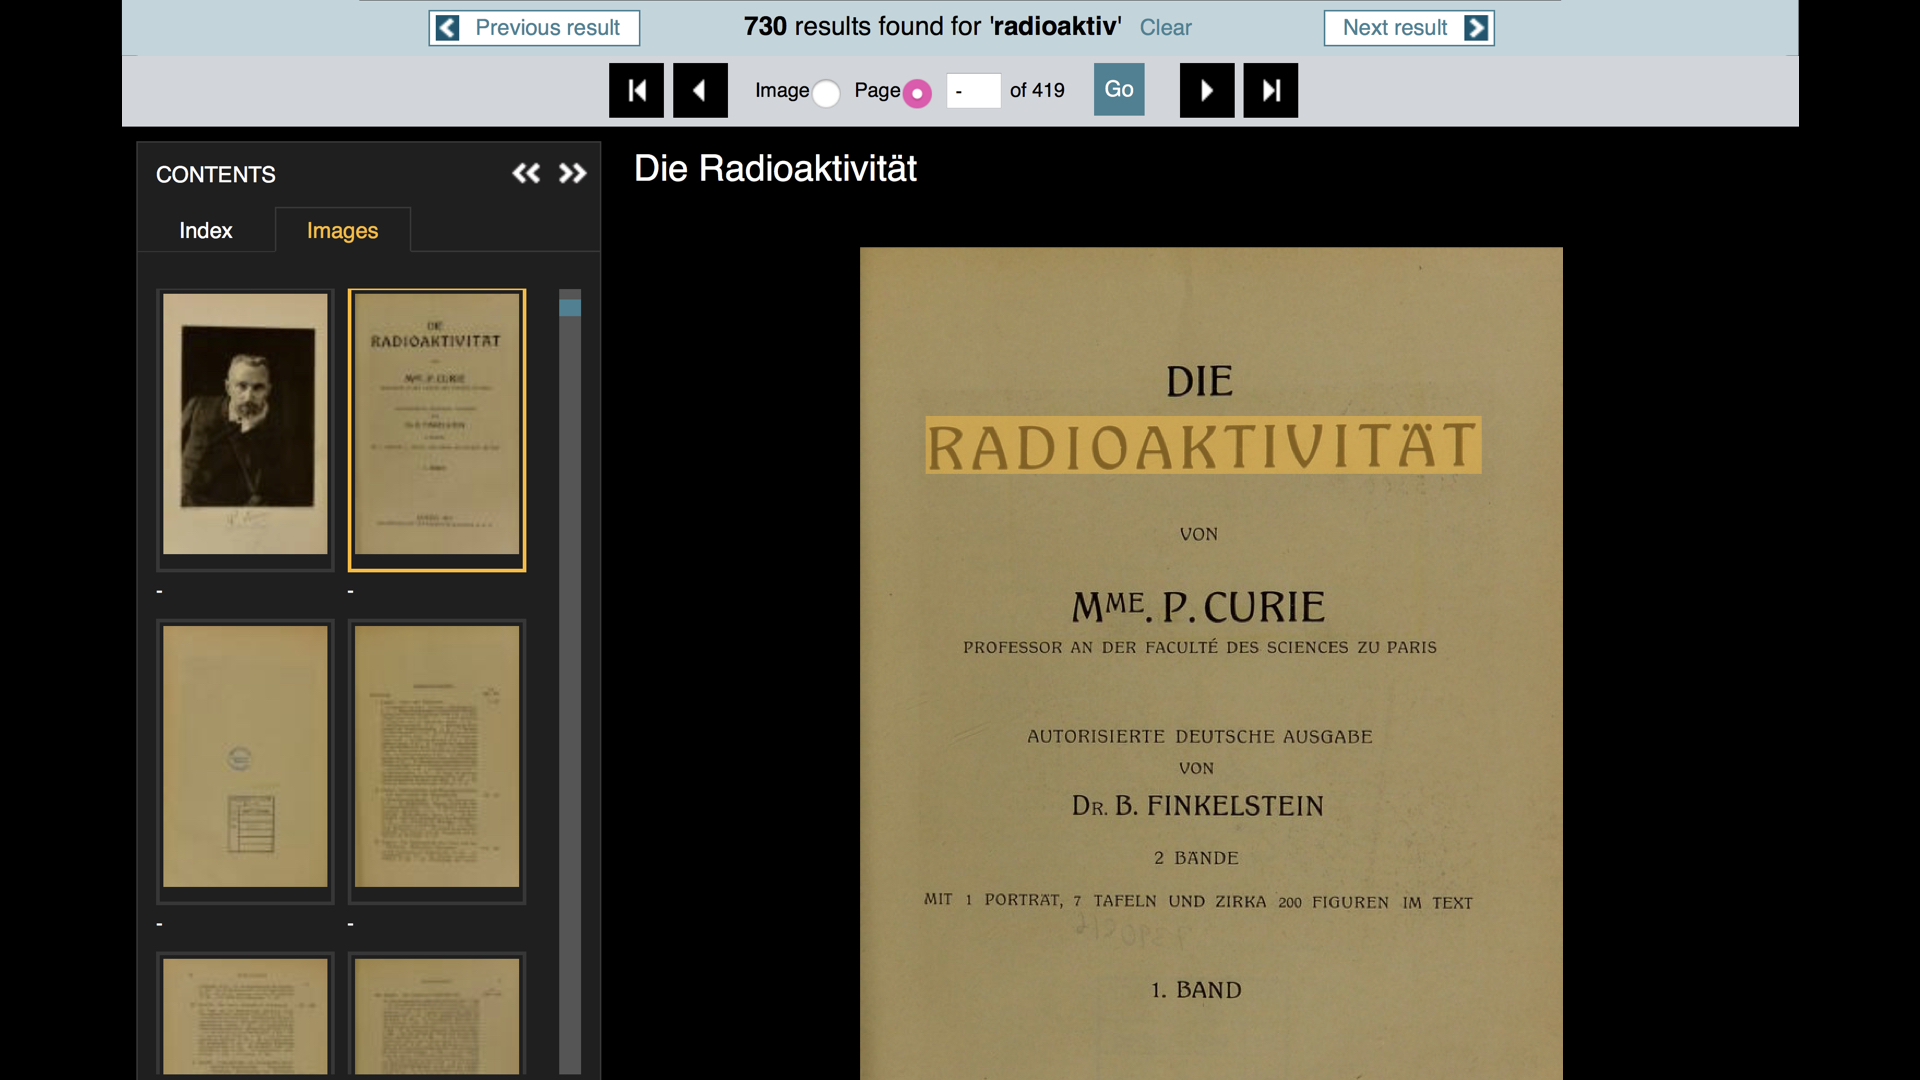 Previous result
730 results found for 'radioaktiv' Clear
Next result
Image Page - of 419 Go
CONTENTS
Index Images
DIE
RADIOAKTIVITÄT
MME. P. CURIE
-
-
-
-
Die Radioaktivität
DIE
RADIOAKTIVITÄT
VON
MME. P. CURIE
PROFESSOR AN DER FACULTÉ DES SCIENCES ZU PARIS
AUTORISIERTE DEUTSCHE AUSGABE
VON
DR. B. FINKELSTEIN
2 BÄNDE
MIT 1 PORTRÄT, 7 TAFELN UND ZIRKA 200 FIGUREN IM TEXT
1. BAND